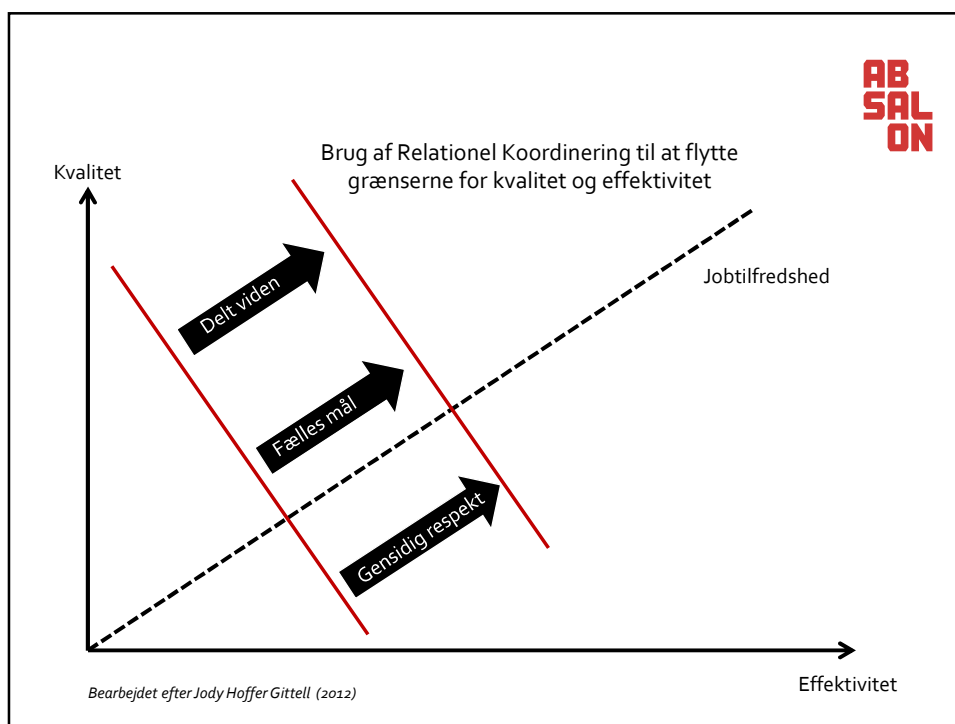 AB
SAL
ON
Brug af Relationel Koordinering til at flytte
grænserne for kvalitet og effektivitet
Kvalitet
Jobtilfredshed
Delt viden
Fælles mål
Gensidig respekt
Effektivitet
Bearbejdet efter Jody Hoffer Gittell (2012)